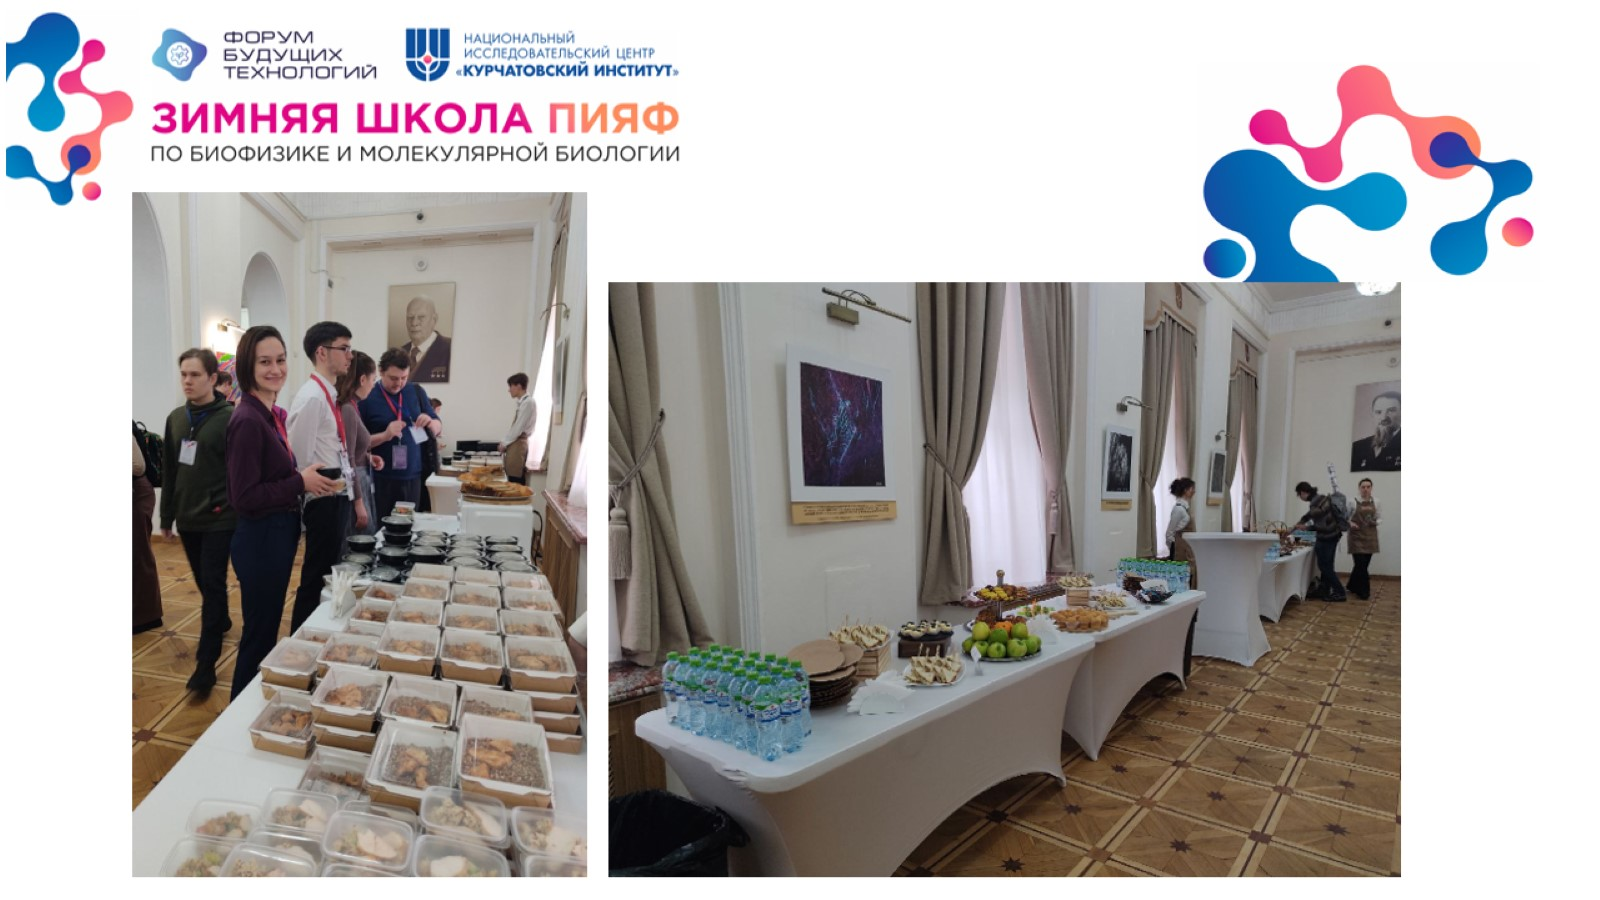 ФОРУМ
БУДУЩИХ
ТЕХНОЛОГИЙ
НАЦИОНАЛЬНЫЙ
ИССЛЕДОВАТЕЛЬСКИЙ ЦЕНТР
«КУРЧАТОВСКИЙ ИНСТИТУТ»
ЗИМНЯЯ ШКОЛА ПИЯФ
ПО БИОФИЗИКЕ И МОЛЕКУЛЯРНОЙ БИОЛОГИИ